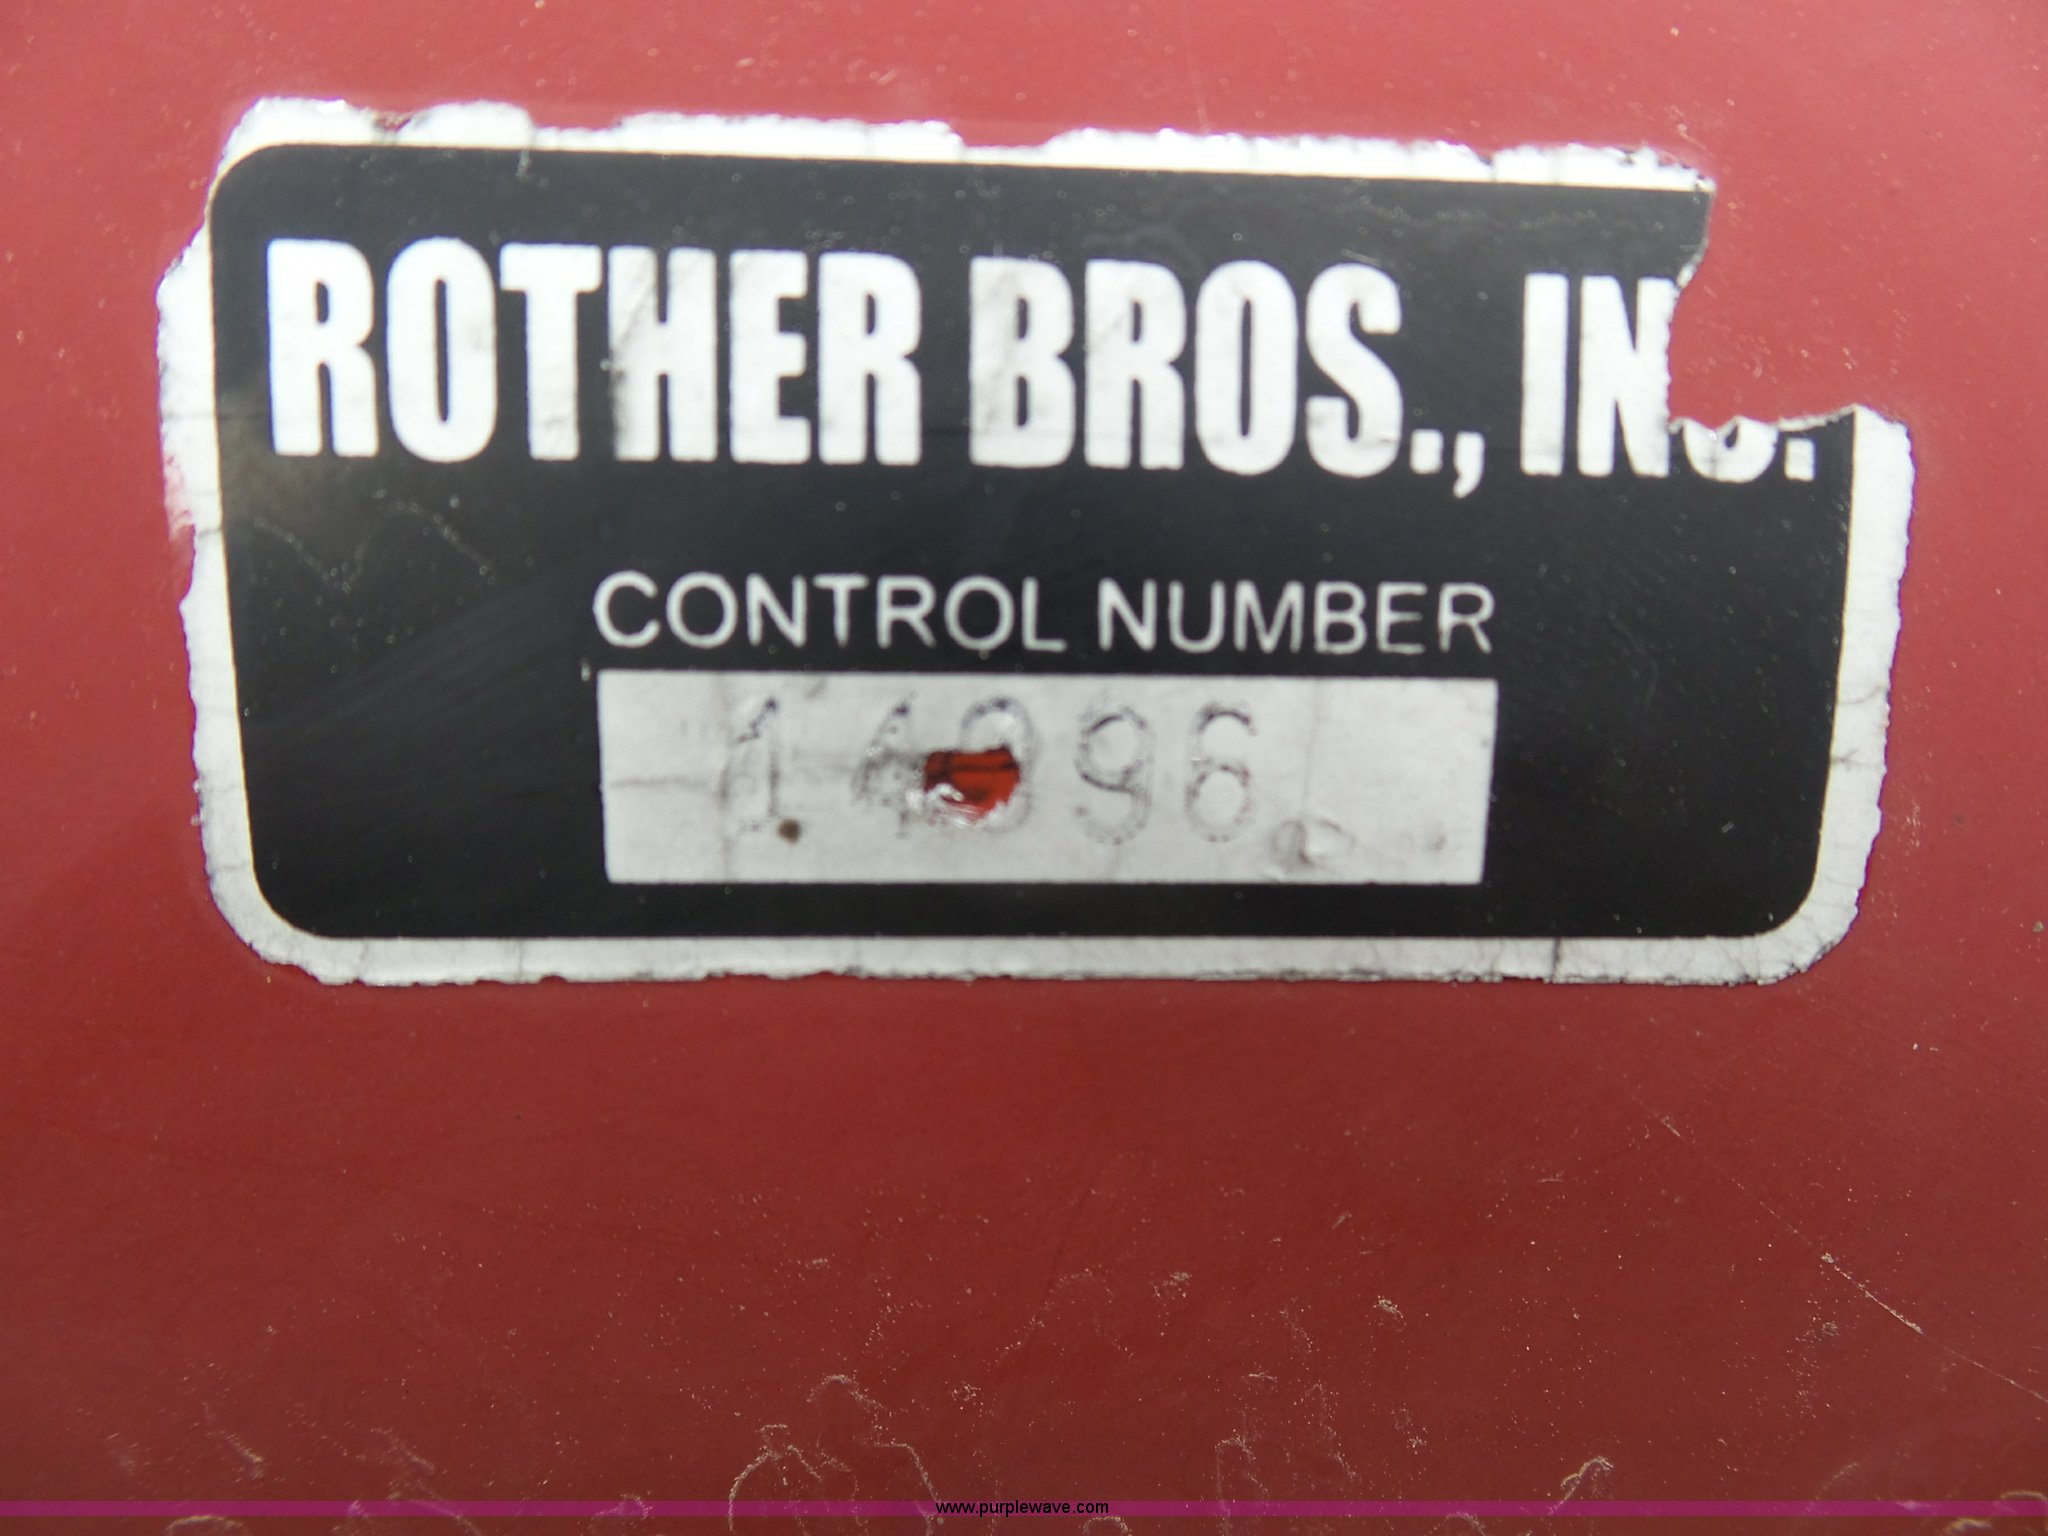 ROTHER BROS., INC.
CONTROL NUMBER
www.purplewave.com